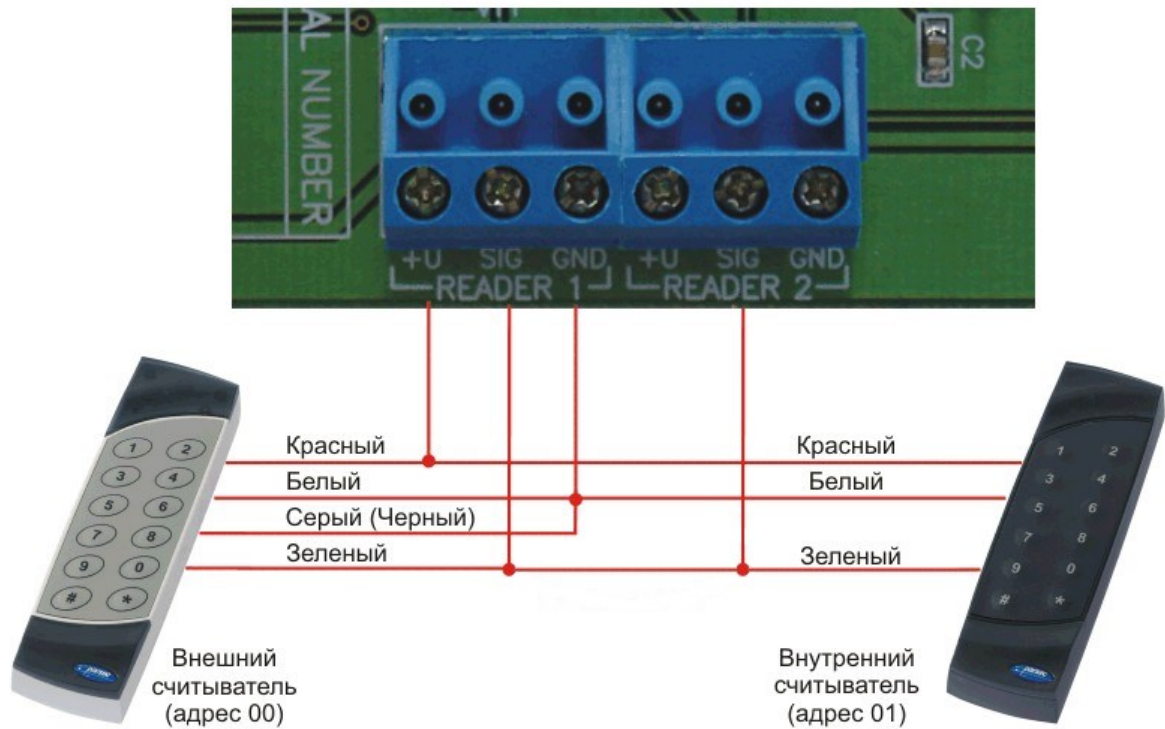 AL NUMBER
C2
+U SIG GND +U SIG GND
READER 1 READER 2
Красный Красный
Белый Белый
Серый (Черный)
Зеленый Зеленый
1 2
3 4
5 6
7 8
9 0
# *
1 2
3 4
5 6
7 8
9 0
# *
parsec
parsec
Внешний
считыватель
(адрес 00)
Внутренний
считыватель
(адрес 01)